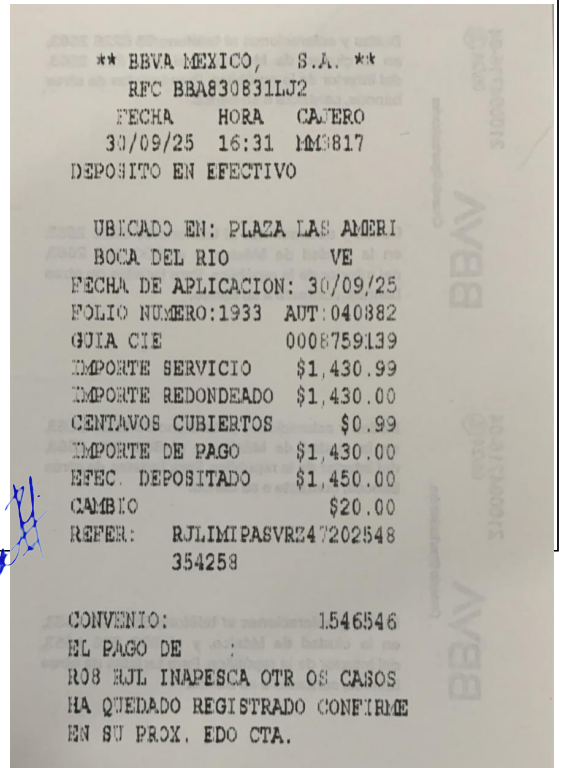 ** BBVA MEXICO, S.A. **
RFC BBA830831LJ2
FECHA HORA CAJERO
30/09/25 16:31 MM3817
DEPOSITO EN EFECTIVO
UBICADO EN: PLAZA LAS AMERI
BOCA DEL RIO VE
FECHA DE APLICACION: 30/09/25
FOLIO NUMERO:1933 AUT:040882
GUIA CIE 0008759139
IMPORTE SERVICIO $1,430.99
IMPORTE REDONDEADO $1,430.00
CENTAVOS CUBIERTOS $0.99
IMPORTE DE PAGO $1,430.00
EFEC. DEPOSITADO $1,450.00
CAMBIO $20.00
REFER: RJLIMIPASVRZ47202548
354258
CONVENIO: 1546546
EL PAGO DE :
R08 RJL INAPESCA OTR OS CASOS
HA QUEDADO REGISTRADO CONFIRME
EN SU PROX. EDO CTA.
BBVA
BBVA